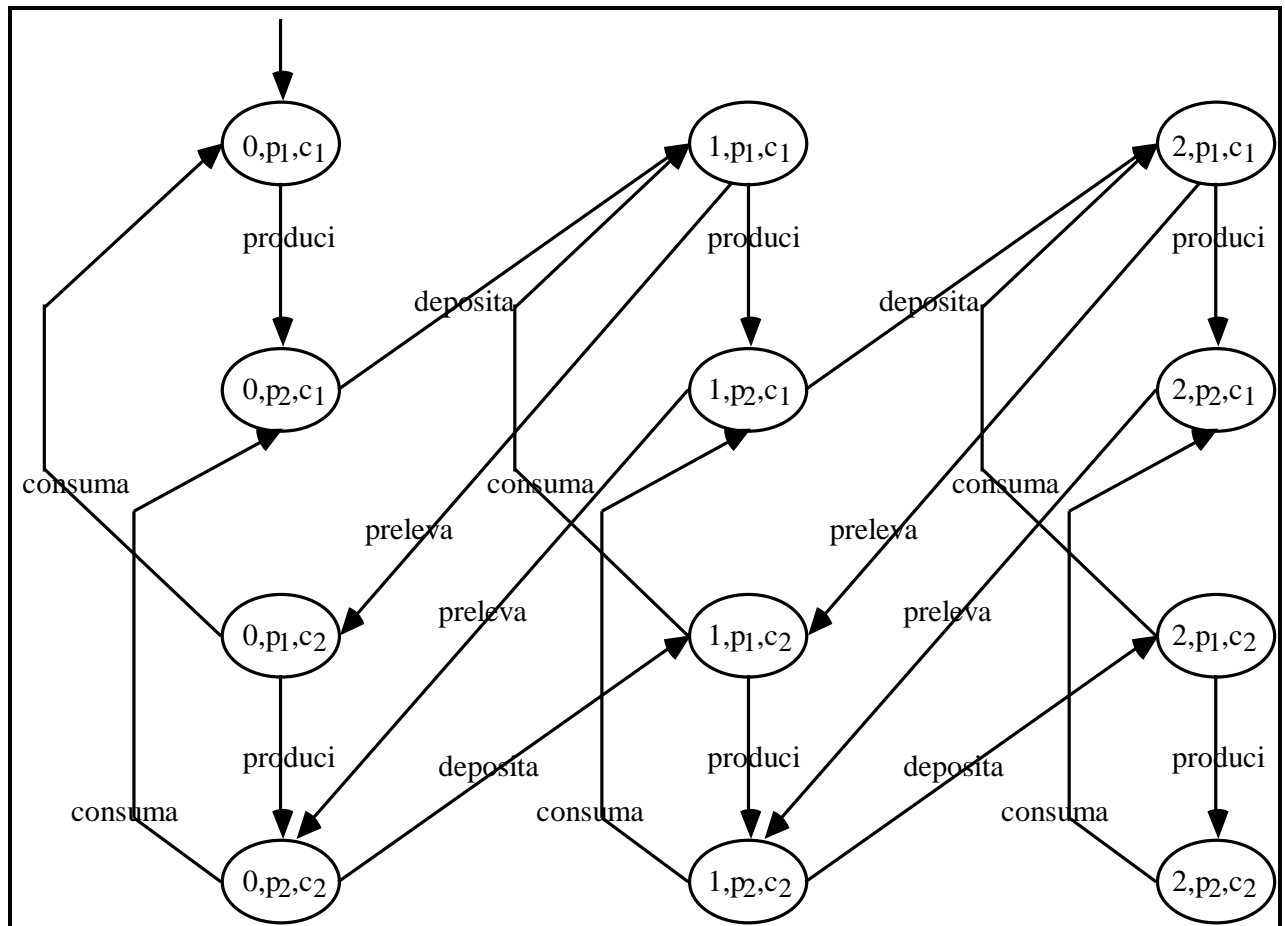 0,p1,c1 1,p1,c1 2,p1,c1
produci produci produci
deposita deposita
0,p2,c1 1,p2,c1 2,p2,c1
consuma consuma consuma
preleva preleva
preleva preleva
0,p1,c2 1,p1,c2 2,p1,c2
produci deposita produci deposita produci
consuma consuma consuma
0,p2,c2 1,p2,c2 2,p2,c2